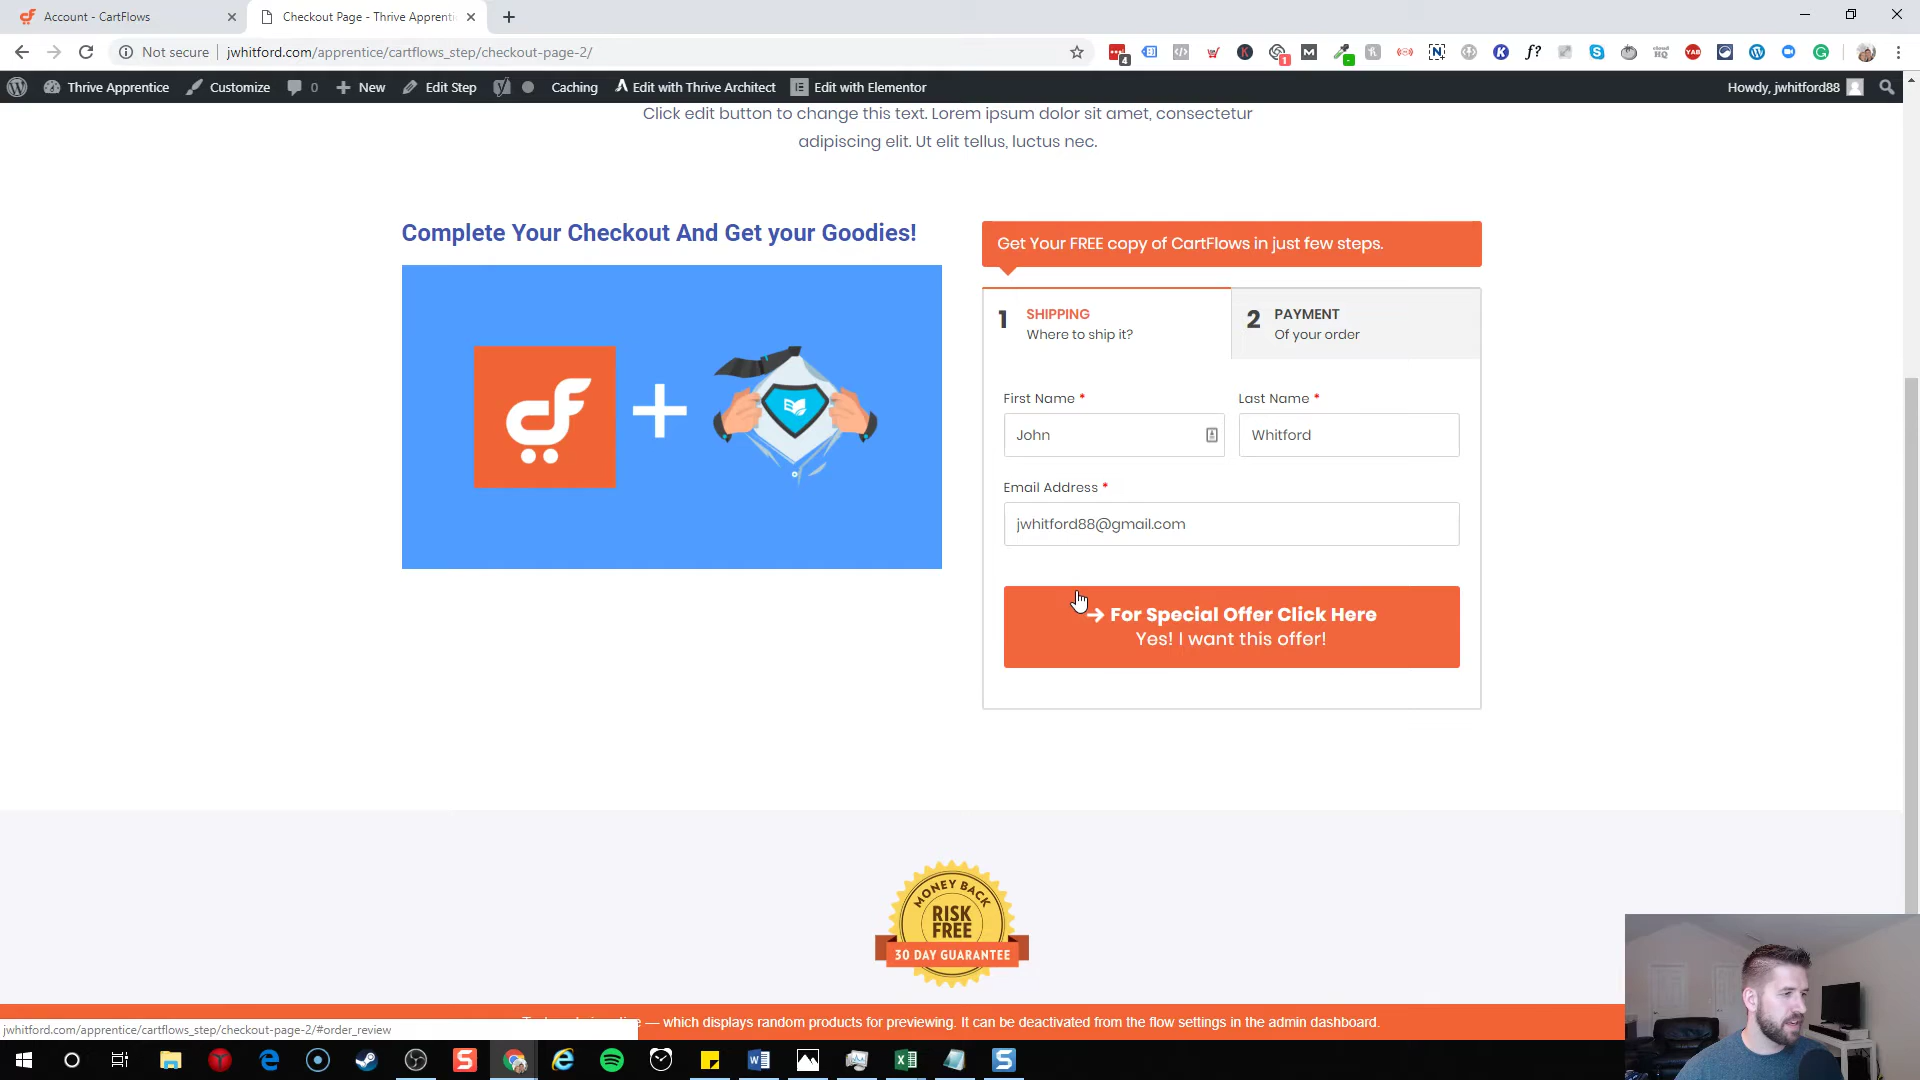 Account - CartFlows
Checkout Page - Thrive Apprenti
Not secure
jwhitford.com/apprentice/cartflows_step/checkout-page-2/
Thrive Apprentice
Customize
0
New
Edit Step
Caching
Edit with Thrive Architect
Edit with Elementor
Howdy, jwhitford88
Click edit button to change this text. Lorem ipsum dolor sit amet, consectetur
adipiscing elit. Ut elit tellus, luctus nec.
Complete Your Checkout And Get your Goodies!
Get Your FREE copy of CartFlows in just few steps.
1
SHIPPING
Where to ship it?
2
PAYMENT
Of your order
First Name *
Last Name *
John
Whitford
Email Address *
jwhitford88@gmail.com
For Special Offer Click Here
Yes! I want this offer!
MONEY BACK
RISK
FREE
30 DAY GUARANTEE
— which displays random products for previewing. It can be deactivated from the flow settings in the admin dashboard.
jwhitford.com/apprentice/cartflows_step/checkout-page-2/#order_review